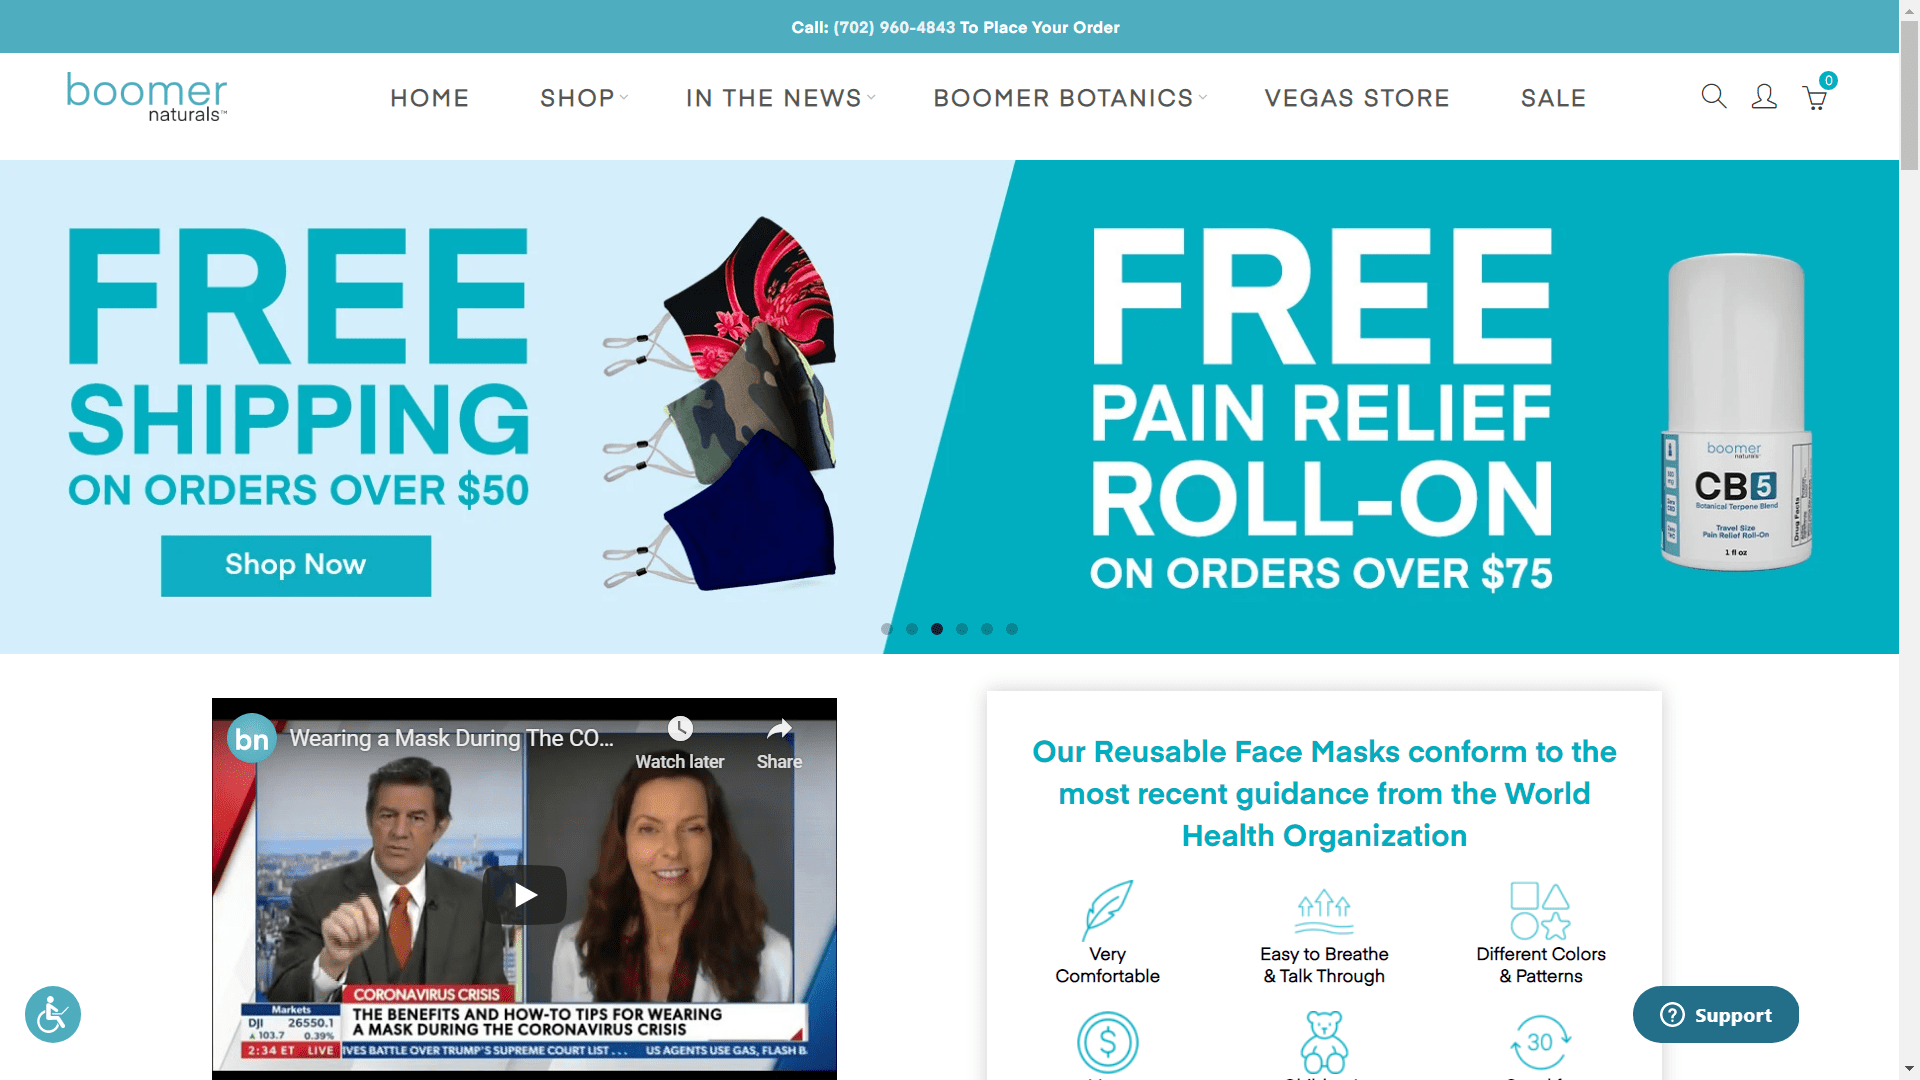 Call: (702) 960-4843 To Place Your Order
boomer
naturals™
HOME
SHOP
IN THE NEWS
BOOMER BOTANICS
VEGAS STORE
SALE
0
FREE
SHIPPING
ON ORDERS OVER $50
Shop Now
FREE
PAIN RELIEF
ROLL-ON
ON ORDERS OVER $75
boomer
naturals
CB5
Botanical Terpene Blend
Travel Size
Pain Relief Roll-On
1 fl oz
Drug Facts
bn
Wearing a Mask During The CO...
Watch later
Share
CORONAVIRUS CRISIS
Markets
DJI 26550.1
103.7 0.39%
THE BENEFITS AND HOW-TO TIPS FOR WEARING
A MASK DURING THE CORONAVIRUS CRISIS
2:34 ET LIVE
IVES BATTLE OVER TRUMP'S SUPREME COURT LIST... US AGENTS USE GAS, FLASH B
Our Reusable Face Masks conform to the
most recent guidance from the World
Health Organization
Very
Comfortable
Easy to Breathe
& Talk Through
Different Colors
& Patterns
$
30
Support